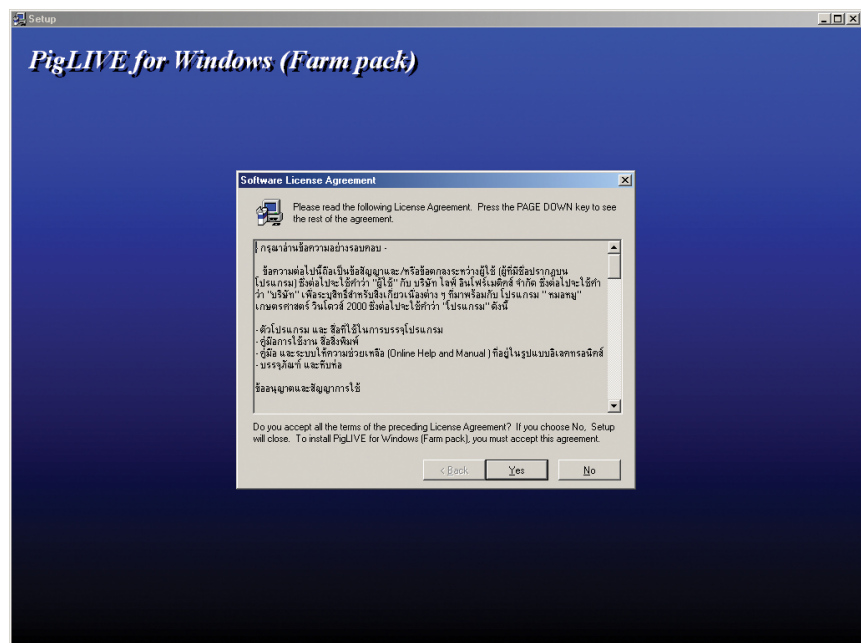 Setup
PigLIVE for Windows (Farm pack)
Software License Agreement
Please read the following License Agreement. Press the PAGE DOWN key to see
the rest of the agreement.
กรุณาอ่านข้อความอย่างรอบคอบ -
ข้อความต่อไปนี้ถือเป็นข้อสัญญาและ/หรือข้อตกลงระหว่างผู้ใช้ (ผู้ที่มีชื่อปรากฏบน
โปรแกรม) ซึ่งต่อไปจะใช้คำว่า "ผู้ใช้" กับ บริษัท ไลฟ์ อินโฟร์เมติกส์ จำกัด ซึ่งต่อไปจะใช้คำ
ว่า "บริษัท" เพื่อระบุสิทธิ์สำหรับสิ่งเกี่ยวเนื่องต่าง ๆ ที่มาพร้อมกับ โปรแกรม " หมอหมู"
เกษตรศาสตร์ วินโดวส์ 2000 ซึ่งต่อไปจะใช้คำว่า "โปรแกรม" ดังนี้
- ตัวโปรแกรม และ สื่อที่ใช้ในการบรรจุโปรแกรม
- คู่มือการใช้งาน สื่อสิ่งพิมพ์
- คู่มือ และระบบให้ความช่วยเหลือ (Online Help and Manual ) ที่อยู่ในรูปแบบอิเลคทรอนิกส์
- บรรจุภัณฑ์ และหีบห่อ
ข้ออนุญาตและสัญญาการใช้
Do you accept all the terms of the preceding License Agreement? If you choose No, Setup
will close. To install PigLIVE for Windows (Farm pack), you must accept this agreement.
< Back Yes No